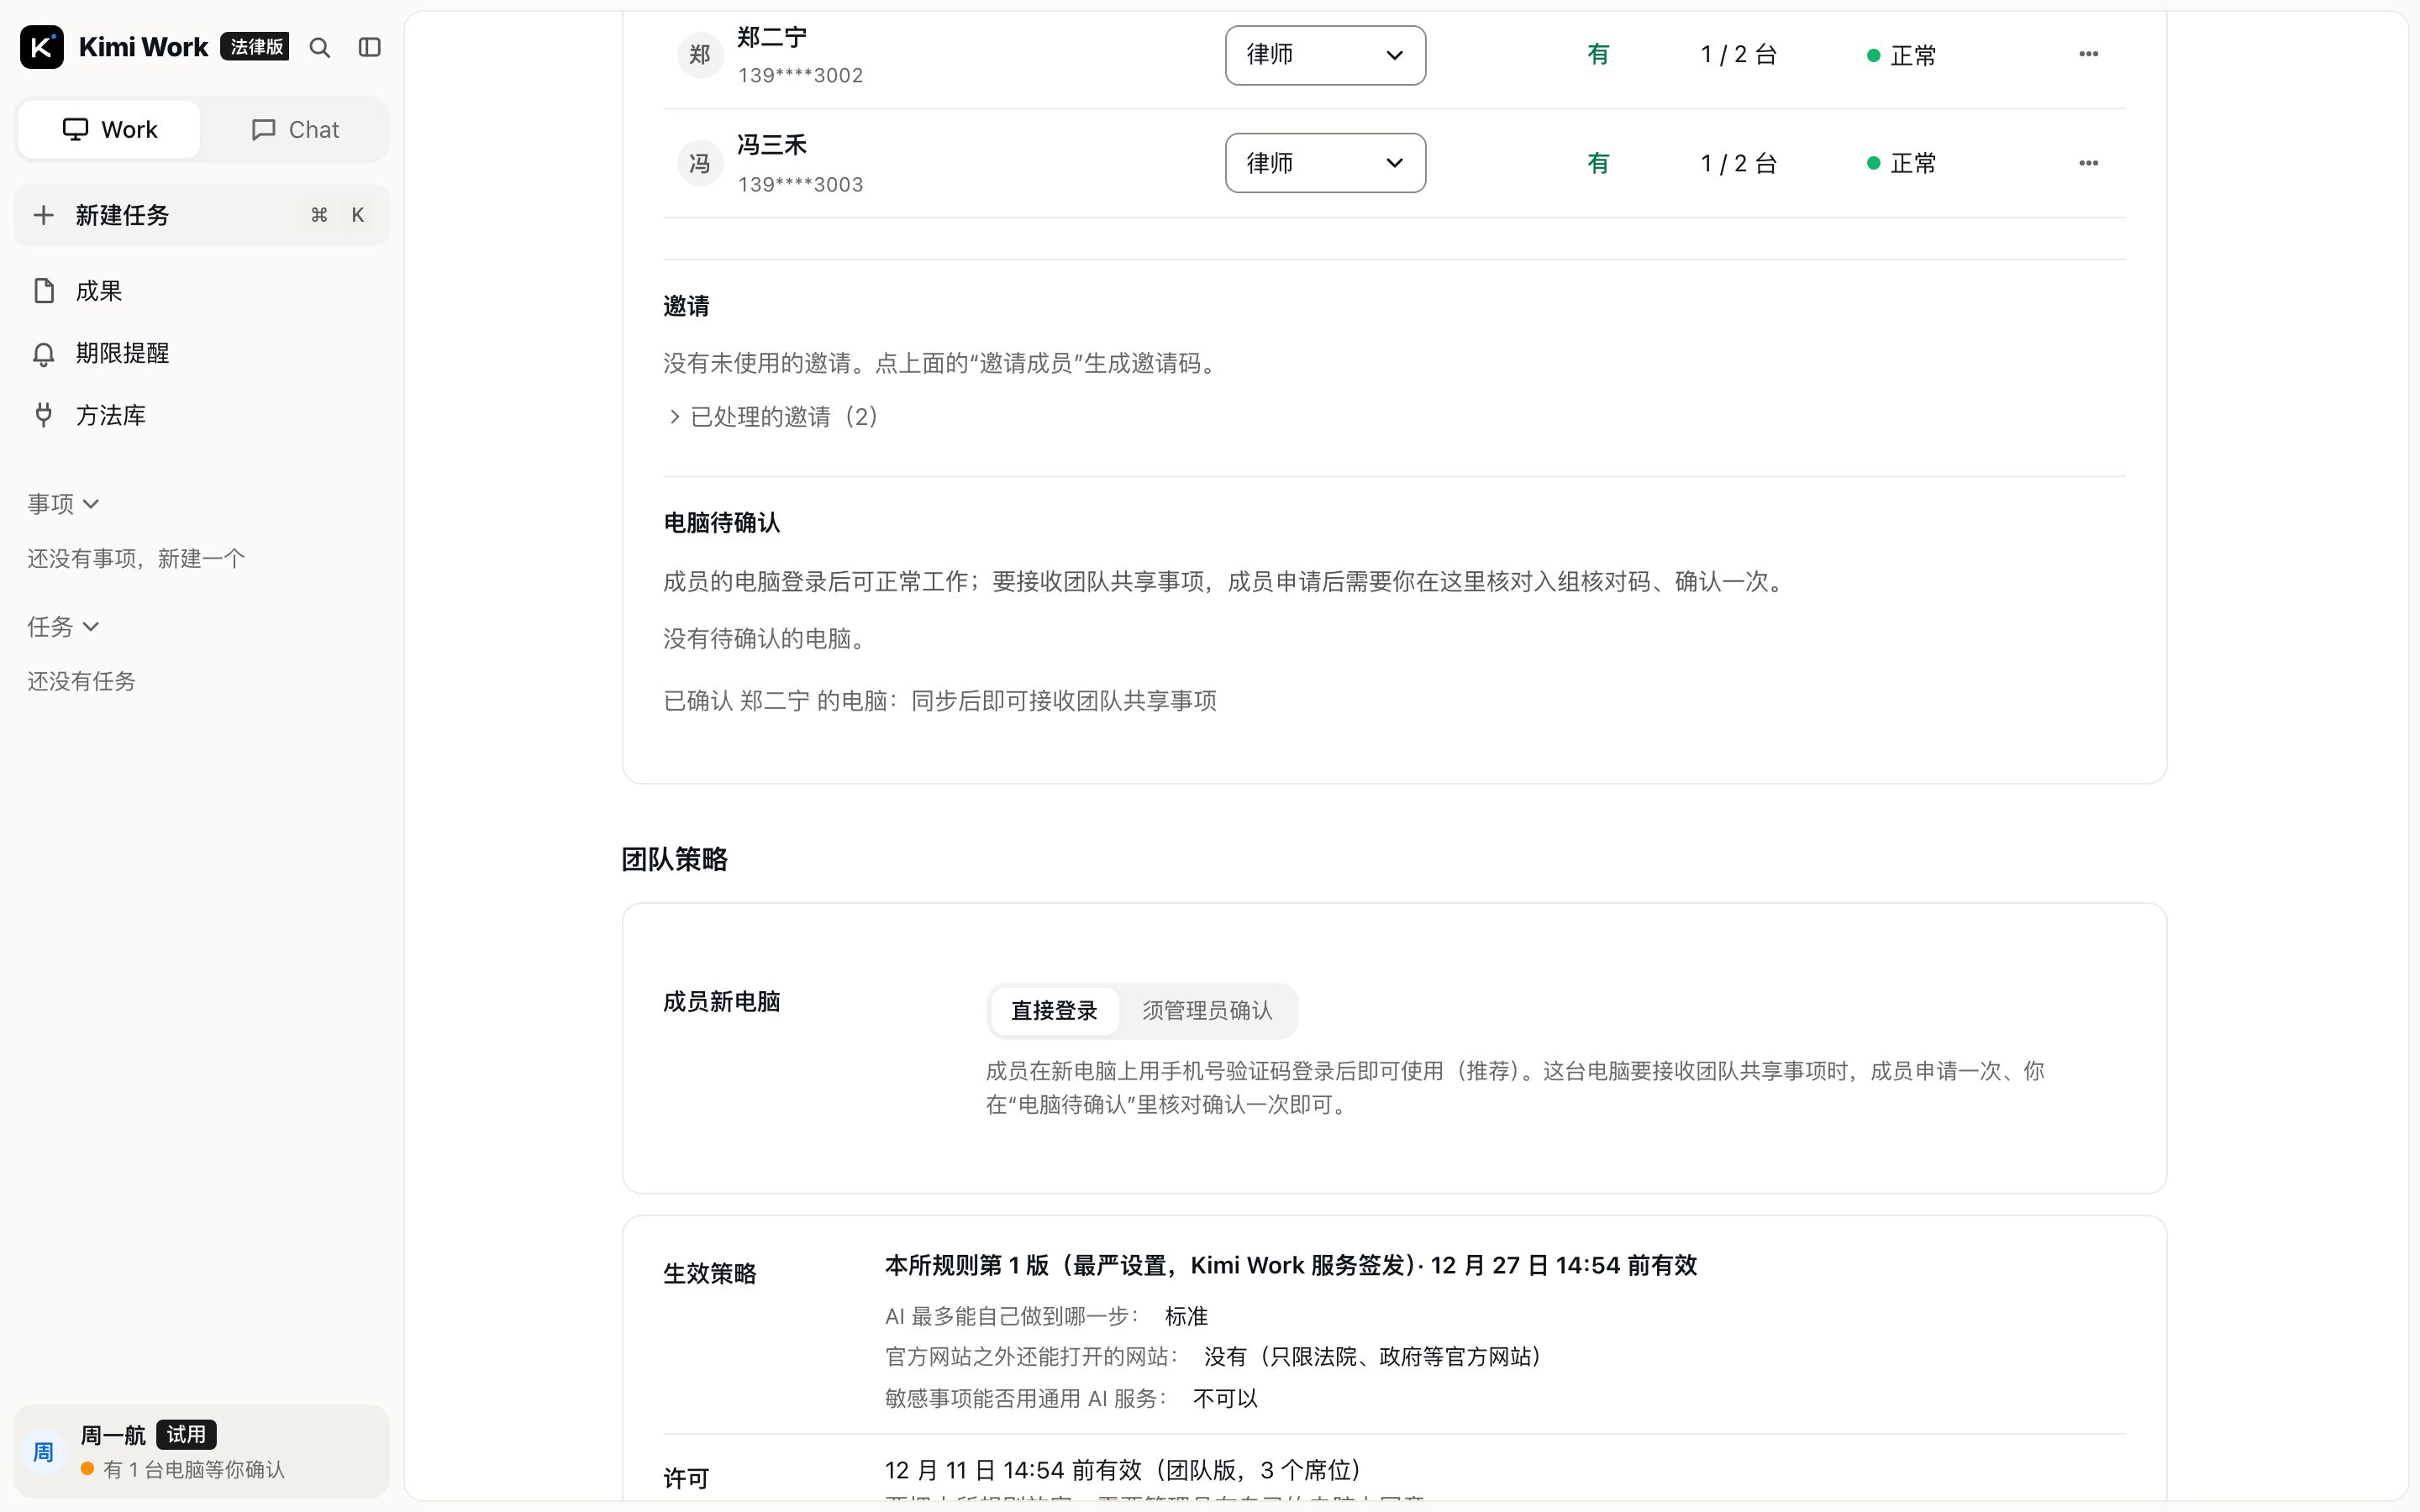 Kimi Work 法律版
Work
Chat
新建任务 ⌘ K
成果
期限提醒
方法库
事项
还没有事项，新建一个
任务
还没有任务
周 周一航 试用
有 1 台电脑等你确认
郑 郑二宁 律师 有 1 / 2 台 正常
139****3002
冯 冯三禾 律师 有 1 / 2 台 正常
139****3003
邀请
没有未使用的邀请。点上面的“邀请成员”生成邀请码。
已处理的邀请（2）
电脑待确认
成员的电脑登录后可正常工作；要接收团队共享事项，成员申请后需要你在这里核对入组核对码、确认一次。
没有待确认的电脑。
已确认 郑二宁 的电脑：同步后即可接收团队共享事项
团队策略
成员新电脑 直接登录 须管理员确认
成员在新电脑上用手机号验证码登录后即可使用（推荐）。这台电脑要接收团队共享事项时，成员申请一次、你
在“电脑待确认”里核对确认一次即可。
生效策略 本所规则第 1 版（最严设置，Kimi Work 服务签发）· 12 月 27 日 14:54 前有效
AI 最多能自己做到哪一步： 标准
官方网站之外还能打开的网站： 没有（只限法院、政府等官方网站）
敏感事项能否用通用 AI 服务： 不可以
许可 12 月 11 日 14:54 前有效（团队版，3 个席位）